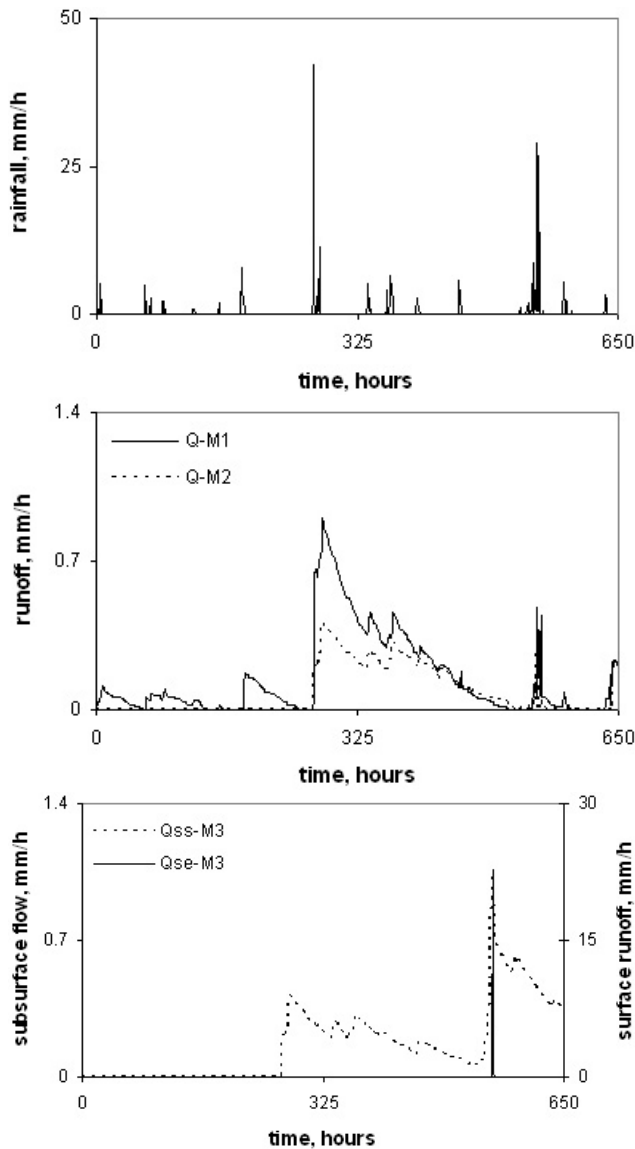 50
25
0
rainfall, mm/h
0 325 650
time, hours
1.4
0.7
0
runoff, mm/h
Q-M1
Q-M2
0 325 650
time, hours
1.4
0.7
0
subsurface flow, mm/h
Qss-M3
Qse-M3
30
15
0
surface runoff, mm/h
0 325 650
time, hours